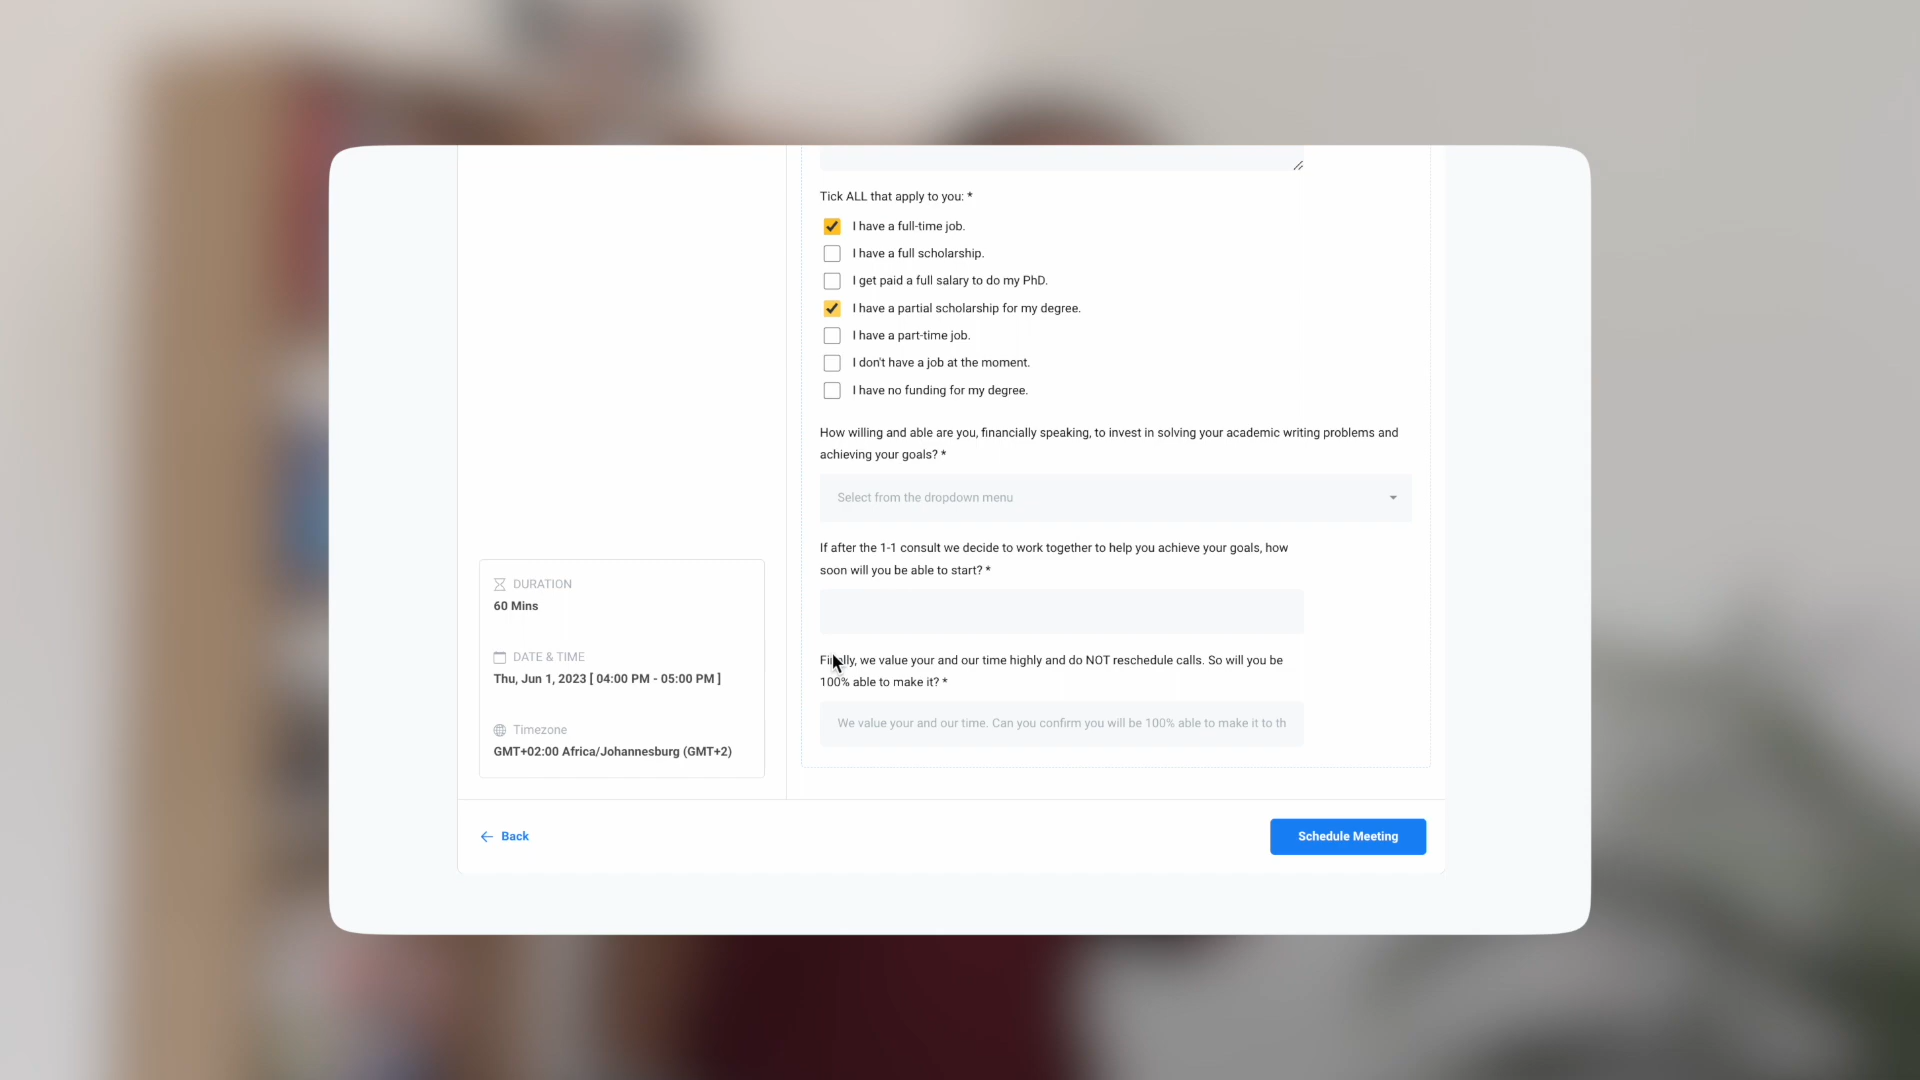 Tick ALL that apply to you: *
I have a full-time job.
I have a full scholarship.
I get paid a full salary to do my PhD.
I have a partial scholarship for my degree.
I have a part-time job.
I don't have a job at the moment.
I have no funding for my degree.
How willing and able are you, financially speaking, to invest in solving your academic writing problems and
achieving your goals? *
Select from the dropdown menu
If after the 1-1 consult we decide to work together to help you achieve your goals, how
soon will you be able to start? *
Finally, we value your and our time highly and do NOT reschedule calls. So will you be
100% able to make it? *
We value your and our time. Can you confirm you will be 100% able to make it to th
DURATION
60 Mins
DATE & TIME
Thu, Jun 1, 2023 [ 04:00 PM - 05:00 PM ]
Timezone
GMT+02:00 Africa/Johannesburg (GMT+2)
Back
Schedule Meeting